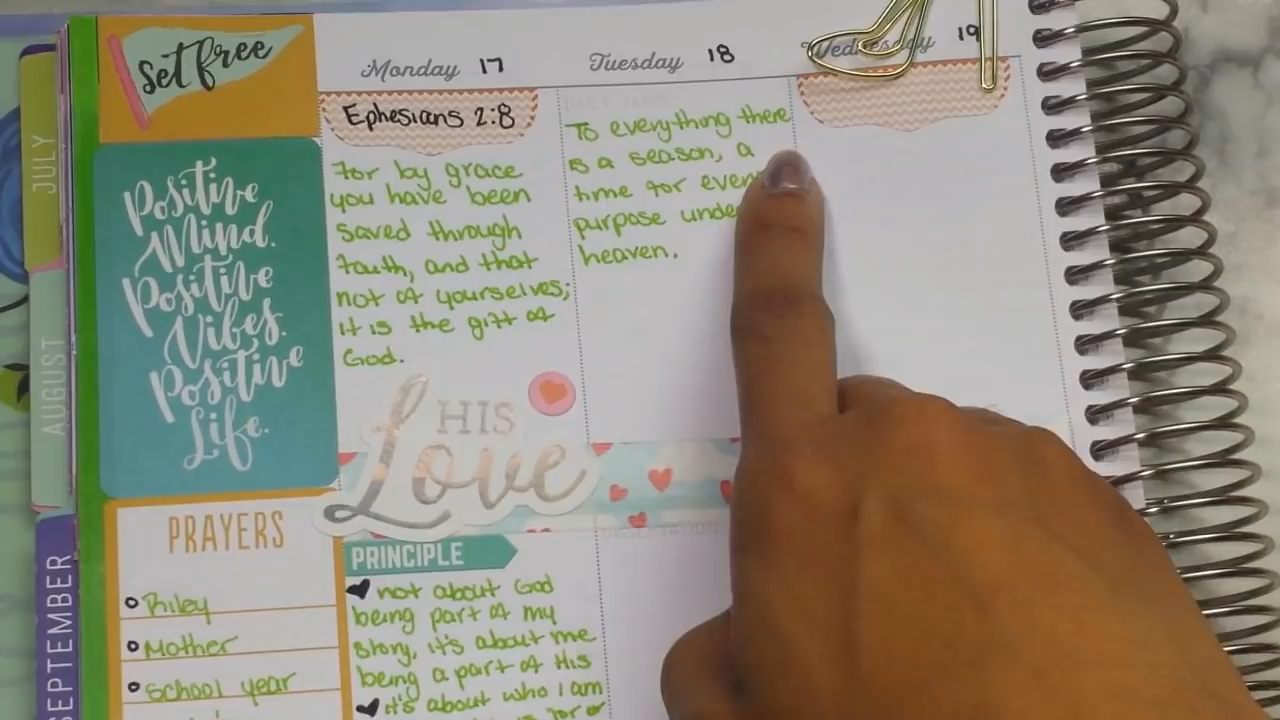 set free
Monday 17
Tuesday 18
Wednesday 19
JULY
AUGUST
SEPTEMBER
Positive
Mind.
Positive
Vibes.
Positive
Life.
PRAYERS
Riley
Mother
school year
Ephesians 2:8
For by grace
you have been
saved through
faith, and that
not of yourselves;
it is the gift of
God.
HIS
Love
PRINCIPLE
not about God
being part of my
story, it's about me
being a part of His
it's about who I am
DAILY VERSE
To everything there
is a season, a
time for every
purpose unde
heaven.
OBSERVATION